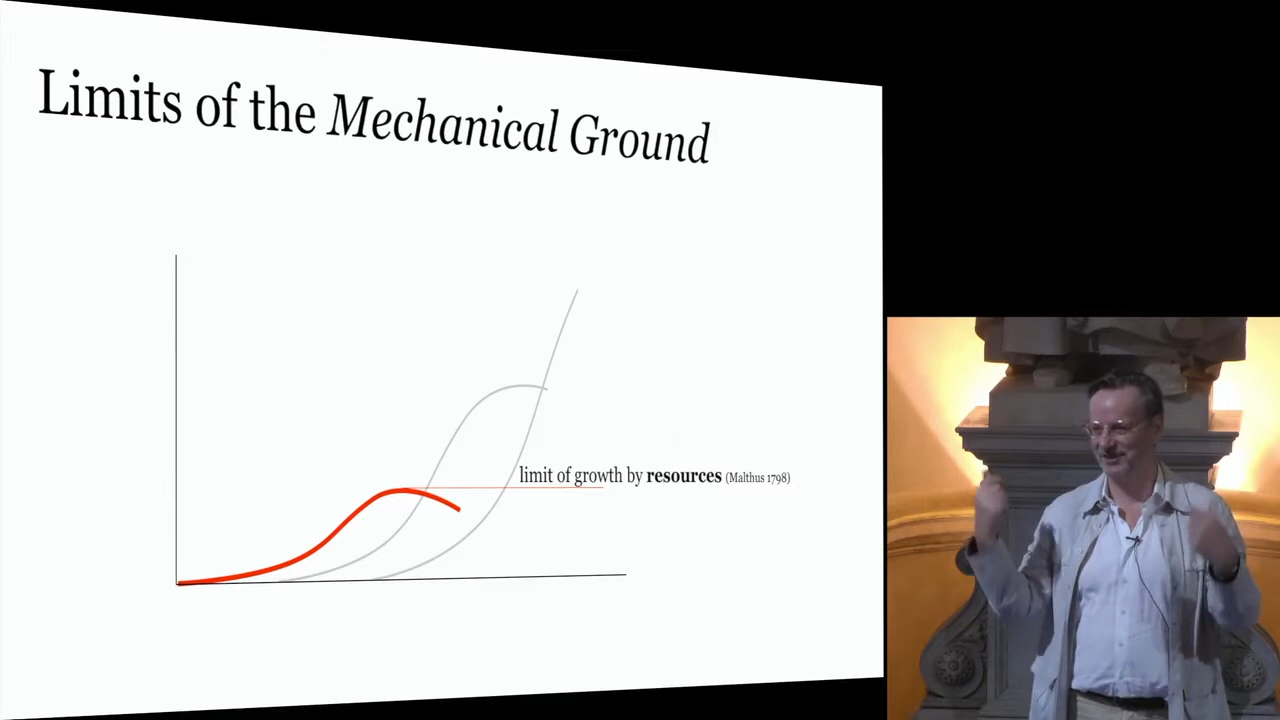 Limits of the Mechanical Ground
limit of growth by resources (Malthus 1798)